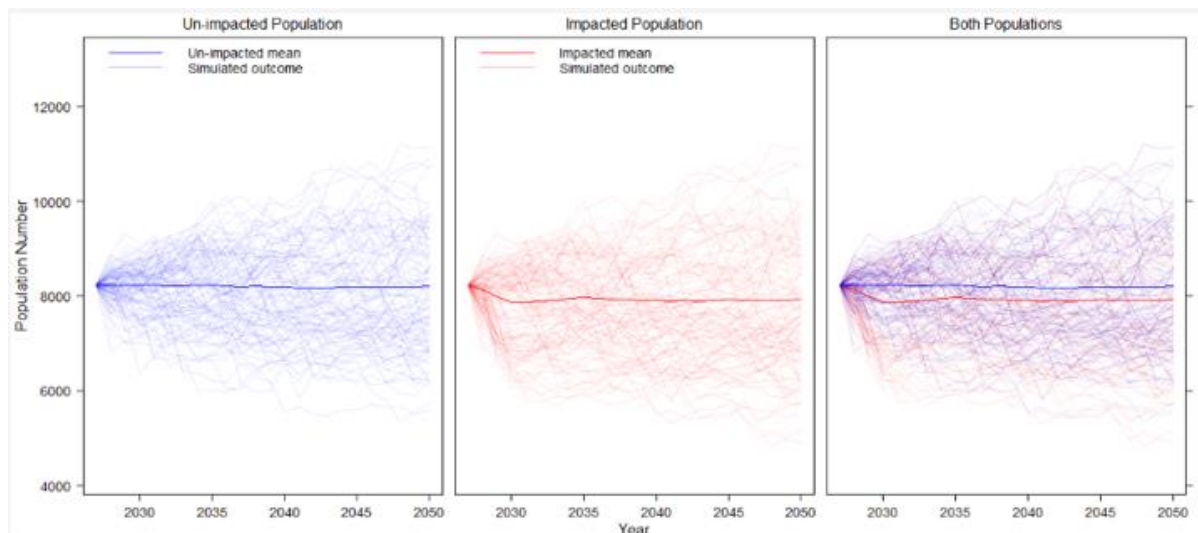 Un-impacted Population
Impacted Population
Both Populations
Un-impacted mean
Simulated outcome
Impacted mean
Simulated outcome
Population Number
12000
10000
8000
6000
4000
2030 2035 2040 2045 2050
2030 2035 2040 2045 2050
2030 2035 2040 2045 2050
Year